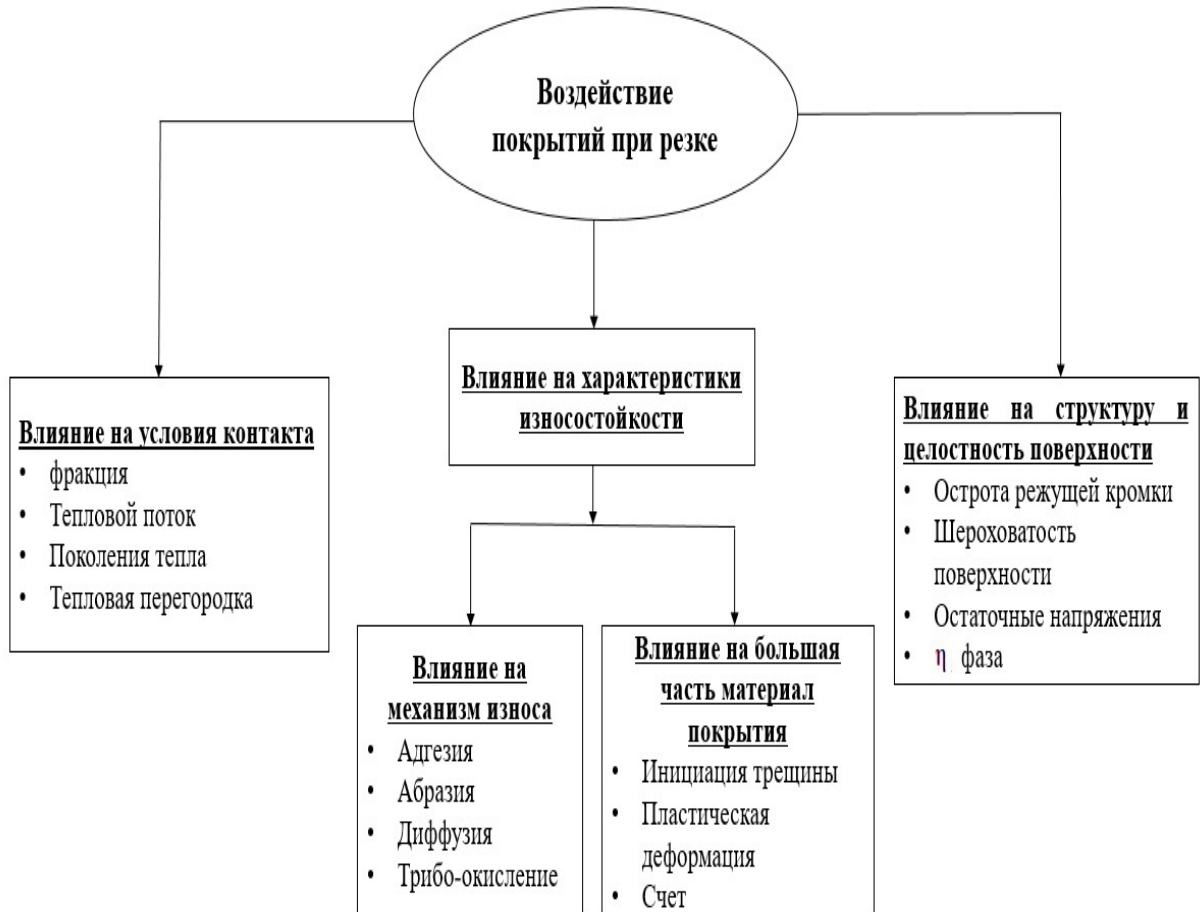 Воздействие
покрытий при резке
Влияние на условия контакта
• фракция
• Тепловой поток
• Поколения тепла
• Тепловая перегородка
Влияние на характеристики
износостойкости
Влияние на
механизм износа
• Адгезия
• Абразия
• Диффузия
• Трибо-окисление
Влияние на большая
часть материал
покрытия
• Инициация трещины
• Пластическая
деформация
• Счет
Влияние на структуру и
целостность поверхности
• Острота режущей кромки
• Шероховатость
поверхности
• Остаточные напряжения
• η фаза